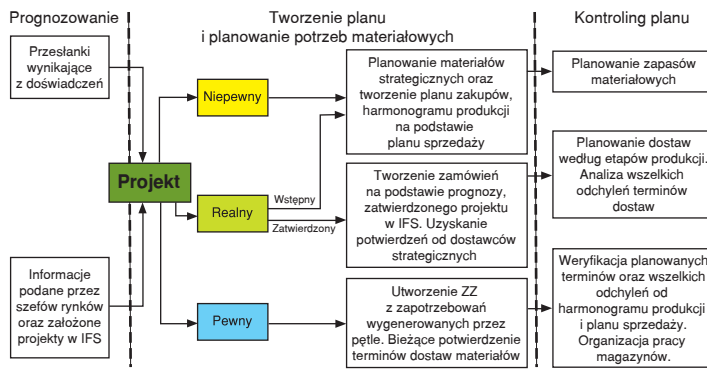 Prognozowanie
Tworzenie planu
i planowanie potrzeb materiałowych
Kontroling planu
Przesłanki
wynikające
z doświadczeń
Informacje
podane przez
szefów rynków
oraz założone
projekty w IFS
Projekt
Niepewny
Realny
Wstępny
Zatwierdzony
Pewny
Planowanie materiałów
strategicznych oraz
tworzenie planu zakupów,
harmonogramu produkcji
na podstawie
planu sprzedaży
Tworzenie zamówień
na podstawie prognozy,
zatwierdzonego projektu
w IFS. Uzyskanie
potwierdzeń od dostawców
strategicznych
Utworzenie ZZ
z zapotrzebowań
wygenerowanych przez
pętle. Bieżące potwierdzenie
terminów dostaw materiałów
Planowanie zapasów
materiałowych
Planowanie dostaw
według etapów produkcji.
Analiza wszelkich
odchyleń terminów
dostaw
Weryfikacja planowanych
terminów oraz wszelkich
odchyleń od
harmonogramu produkcji
i planu sprzedaży.
Organizacja pracy
magazynów.